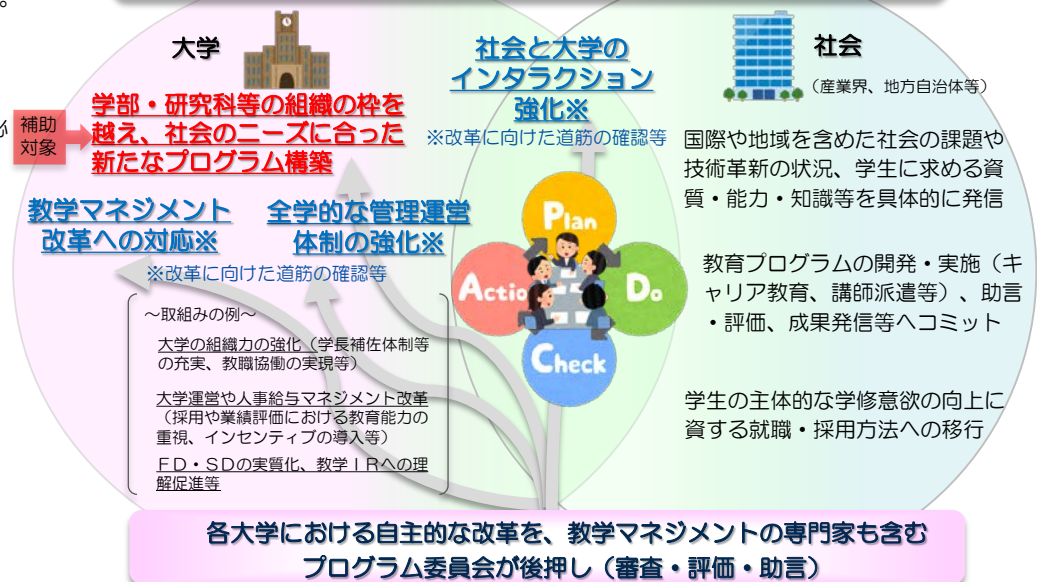 。
大学
補助
対象
学部・研究科等の組織の枠を
越え、社会のニーズに合った
新たなプログラム構築
教学マネジメント
改革への対応※
全学的な管理運営
体制の強化※
※改革に向けた道筋の確認等
～取組みの例～
大学の組織力の強化（学長補佐体制等
の充実、教職協働の実現等）
大学運営や人事給与マネジメント改革
（採用や業績評価における教育能力の
重視、インセンティブの導入等）
ＦＤ・ＳＤの実質化、教学ＩＲへの理
解促進等
社会と大学の
インタラクション
強化※
※改革に向けた道筋の確認等
Plan
Do
Check
Actio
社会
（産業界、地方自治体等）
国際や地域を含めた社会の課題や
技術革新の状況、学生に求める資
質・能力・知識等を具体的に発信
教育プログラムの開発・実施（キ
ャリア教育、講師派遣等）、助言
・評価、成果発信等へコミット
学生の主体的な学修意欲の向上に
資する就職・採用方法への移行
各大学における自主的な改革を、教学マネジメントの専門家も含む
プログラム委員会が後押し（審査・評価・助言）